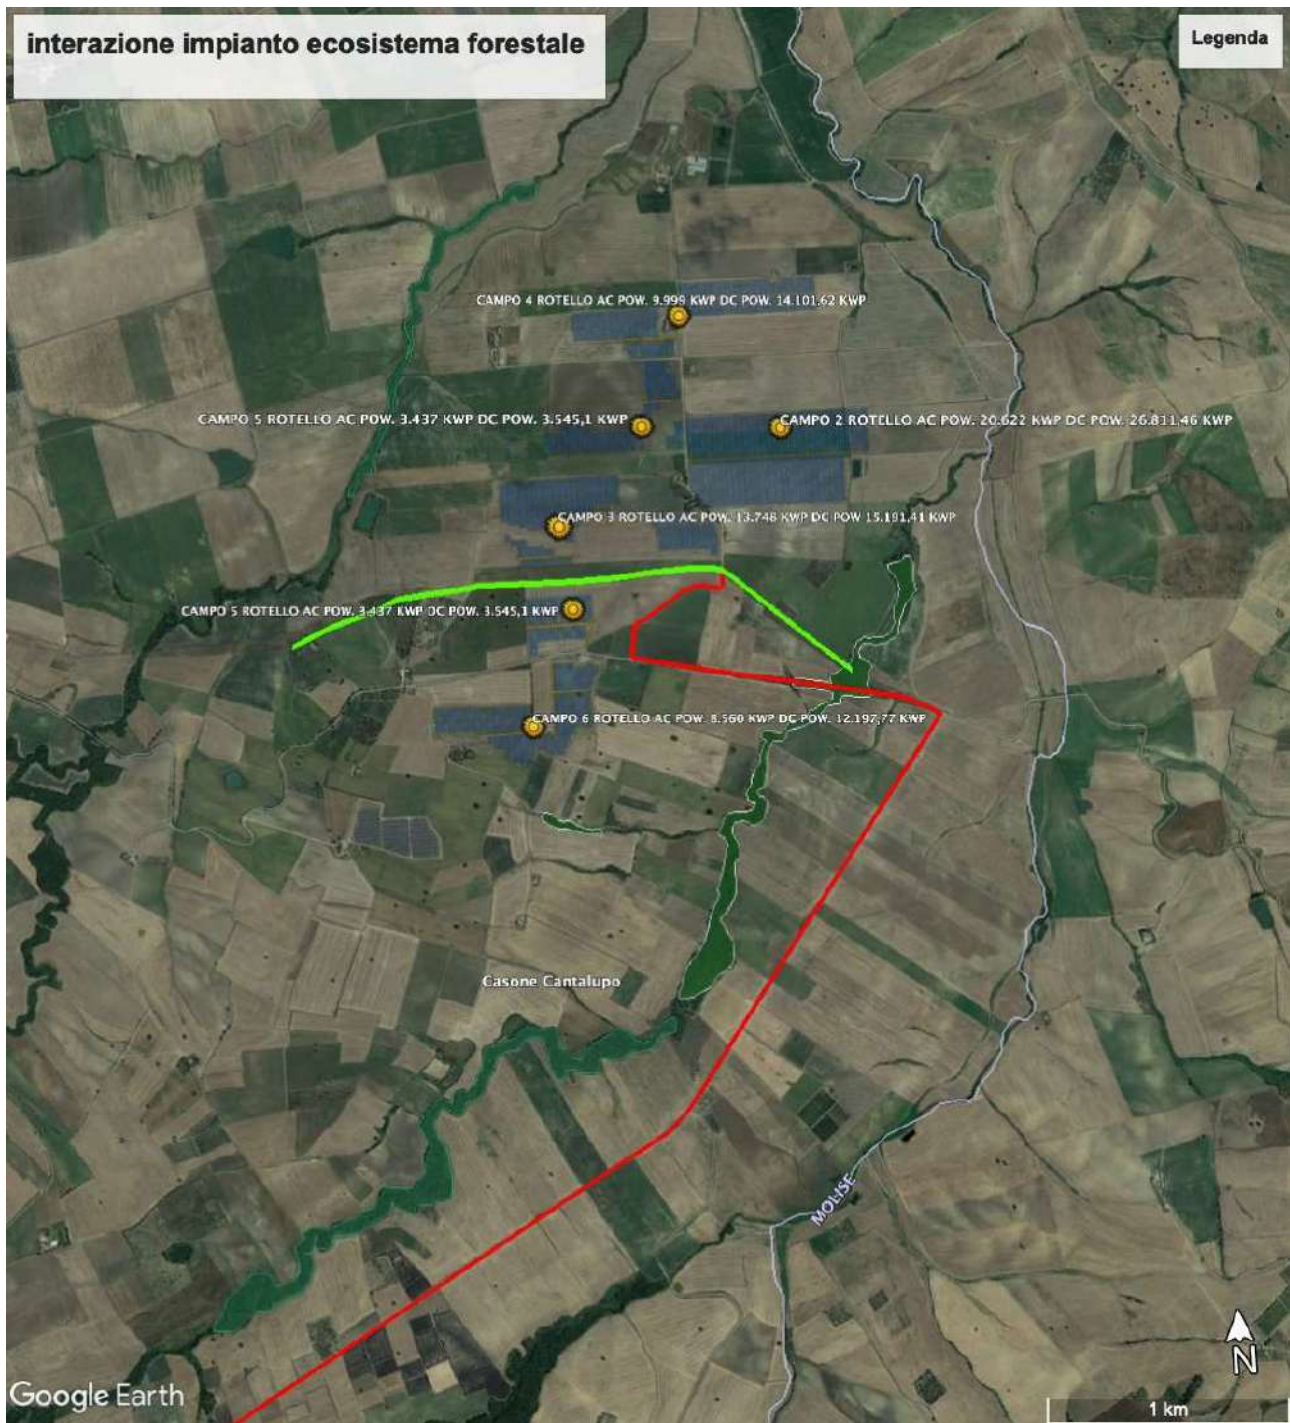 interazione impianto ecosistema forestale
Legenda
CAMPO 4 ROTELLO AC POW. 9.999 KWP DC POW. 14.101,62 KWP
CAMPO 5 ROTELLO AC POW. 3.437 KWP DC POW. 3.545,1 KWP
CAMPO 2 ROTELLO AC POW. 20.622 KWP DC POW. 26.811,46 KWP
CAMPO 3 ROTELLO AC POW. 13.748 KWP DC POW 15.191,41 KWP
CAMPO 5 ROTELLO AC POW. 3.437 KWP DC POW. 3.545,1 KWP
CAMPO 6 ROTELLO AC POW. 8.560 KWP DC POW. 12.197,77 KWP
Casone Cantalupo
MOLISE
N
Google Earth
1 km